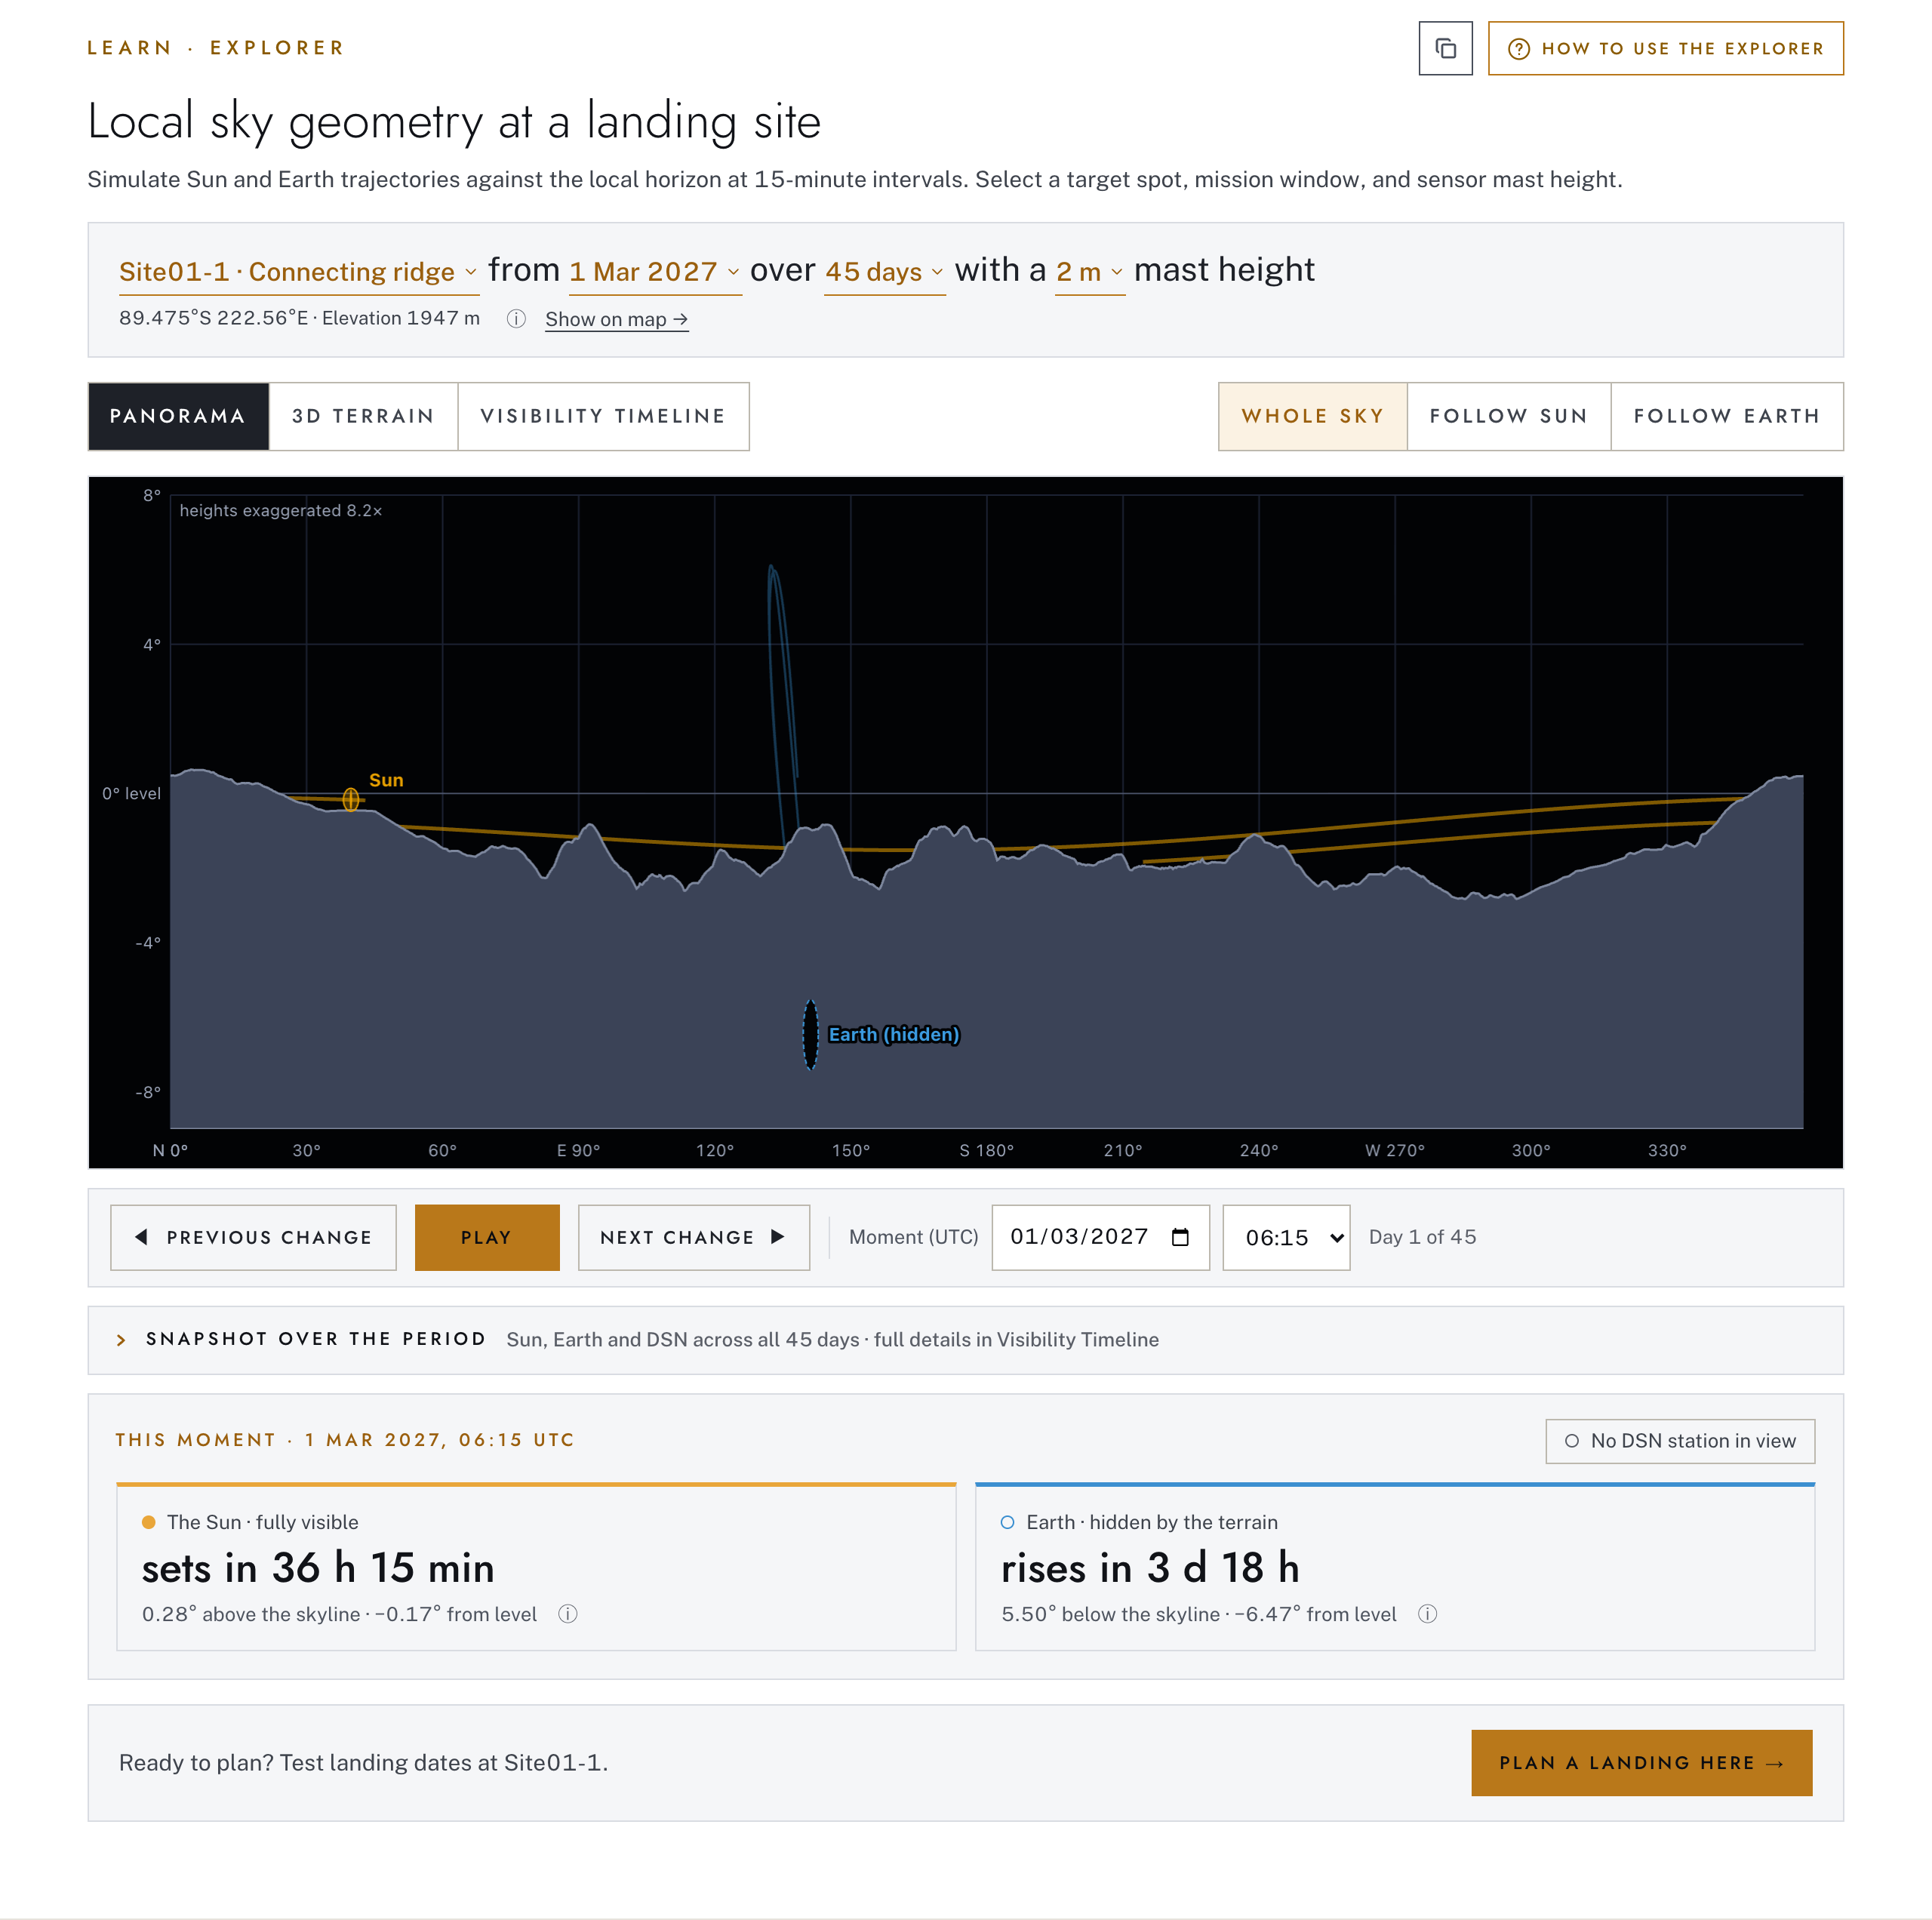 LEARN · EXPLORER
HOW TO USE THE EXPLORER
Local sky geometry at a landing site
Simulate Sun and Earth trajectories against the local horizon at 15-minute intervals. Select a target spot, mission window, and sensor mast height.
Site01-1 · Connecting ridge from 1 Mar 2027 over 45 days with a 2 m mast height
89.475°S 222.56°E · Elevation 1947 m ⓘ Show on map →
PANORAMA 3D TERRAIN VISIBILITY TIMELINE WHOLE SKY FOLLOW SUN FOLLOW EARTH
8°
heights exaggerated 8.2×
4°
Sun
0° level
-4°
Earth (hidden)
-8°
N 0° 30° 60° E 90° 120° 150° S 180° 210° 240° W 270° 300° 330°
PREVIOUS CHANGE PLAY NEXT CHANGE Moment (UTC) 01/03/2027 06:15 Day 1 of 45
SNAPSHOT OVER THE PERIOD Sun, Earth and DSN across all 45 days · full details in Visibility Timeline
THIS MOMENT · 1 MAR 2027, 06:15 UTC
No DSN station in view
The Sun · fully visible
sets in 36 h 15 min
0.28° above the skyline · −0.17° from level ⓘ
Earth · hidden by the terrain
rises in 3 d 18 h
5.50° below the skyline · −6.47° from level ⓘ
Ready to plan? Test landing dates at Site01-1.
PLAN A LANDING HERE →